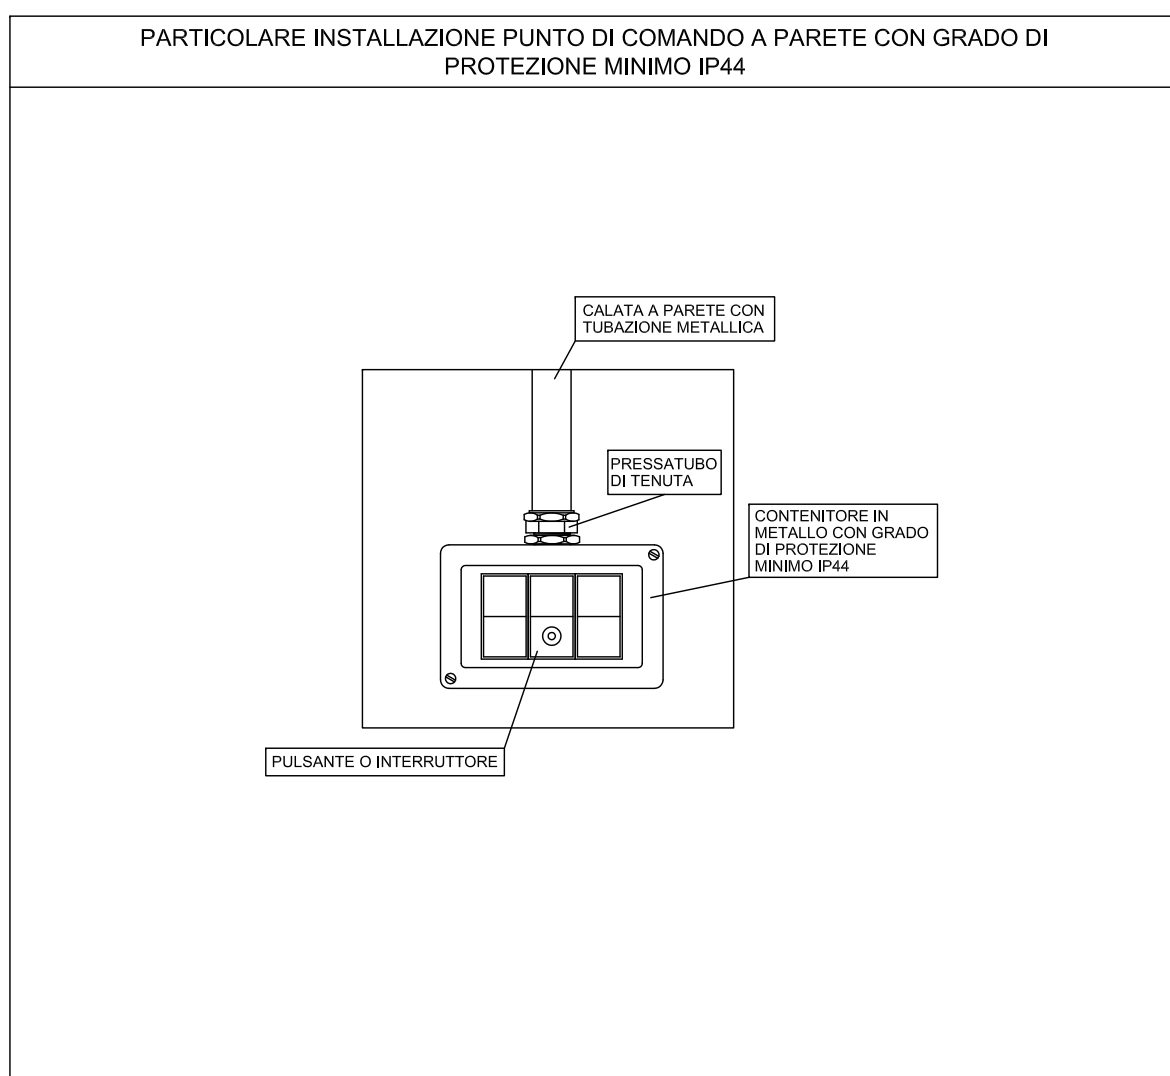 PARTICOLARE INSTALLAZIONE PUNTO DI COMANDO A PARETE CON GRADO DI
PROTEZIONE MINIMO IP44
CALATA A PARETE CON
TUBAZIONE METALLICA
PRESSATUBO
DI TENUTA
CONTENITORE IN
METALLO CON GRADO
DI PROTEZIONE
MINIMO IP44
PULSANTE O INTERRUTTORE